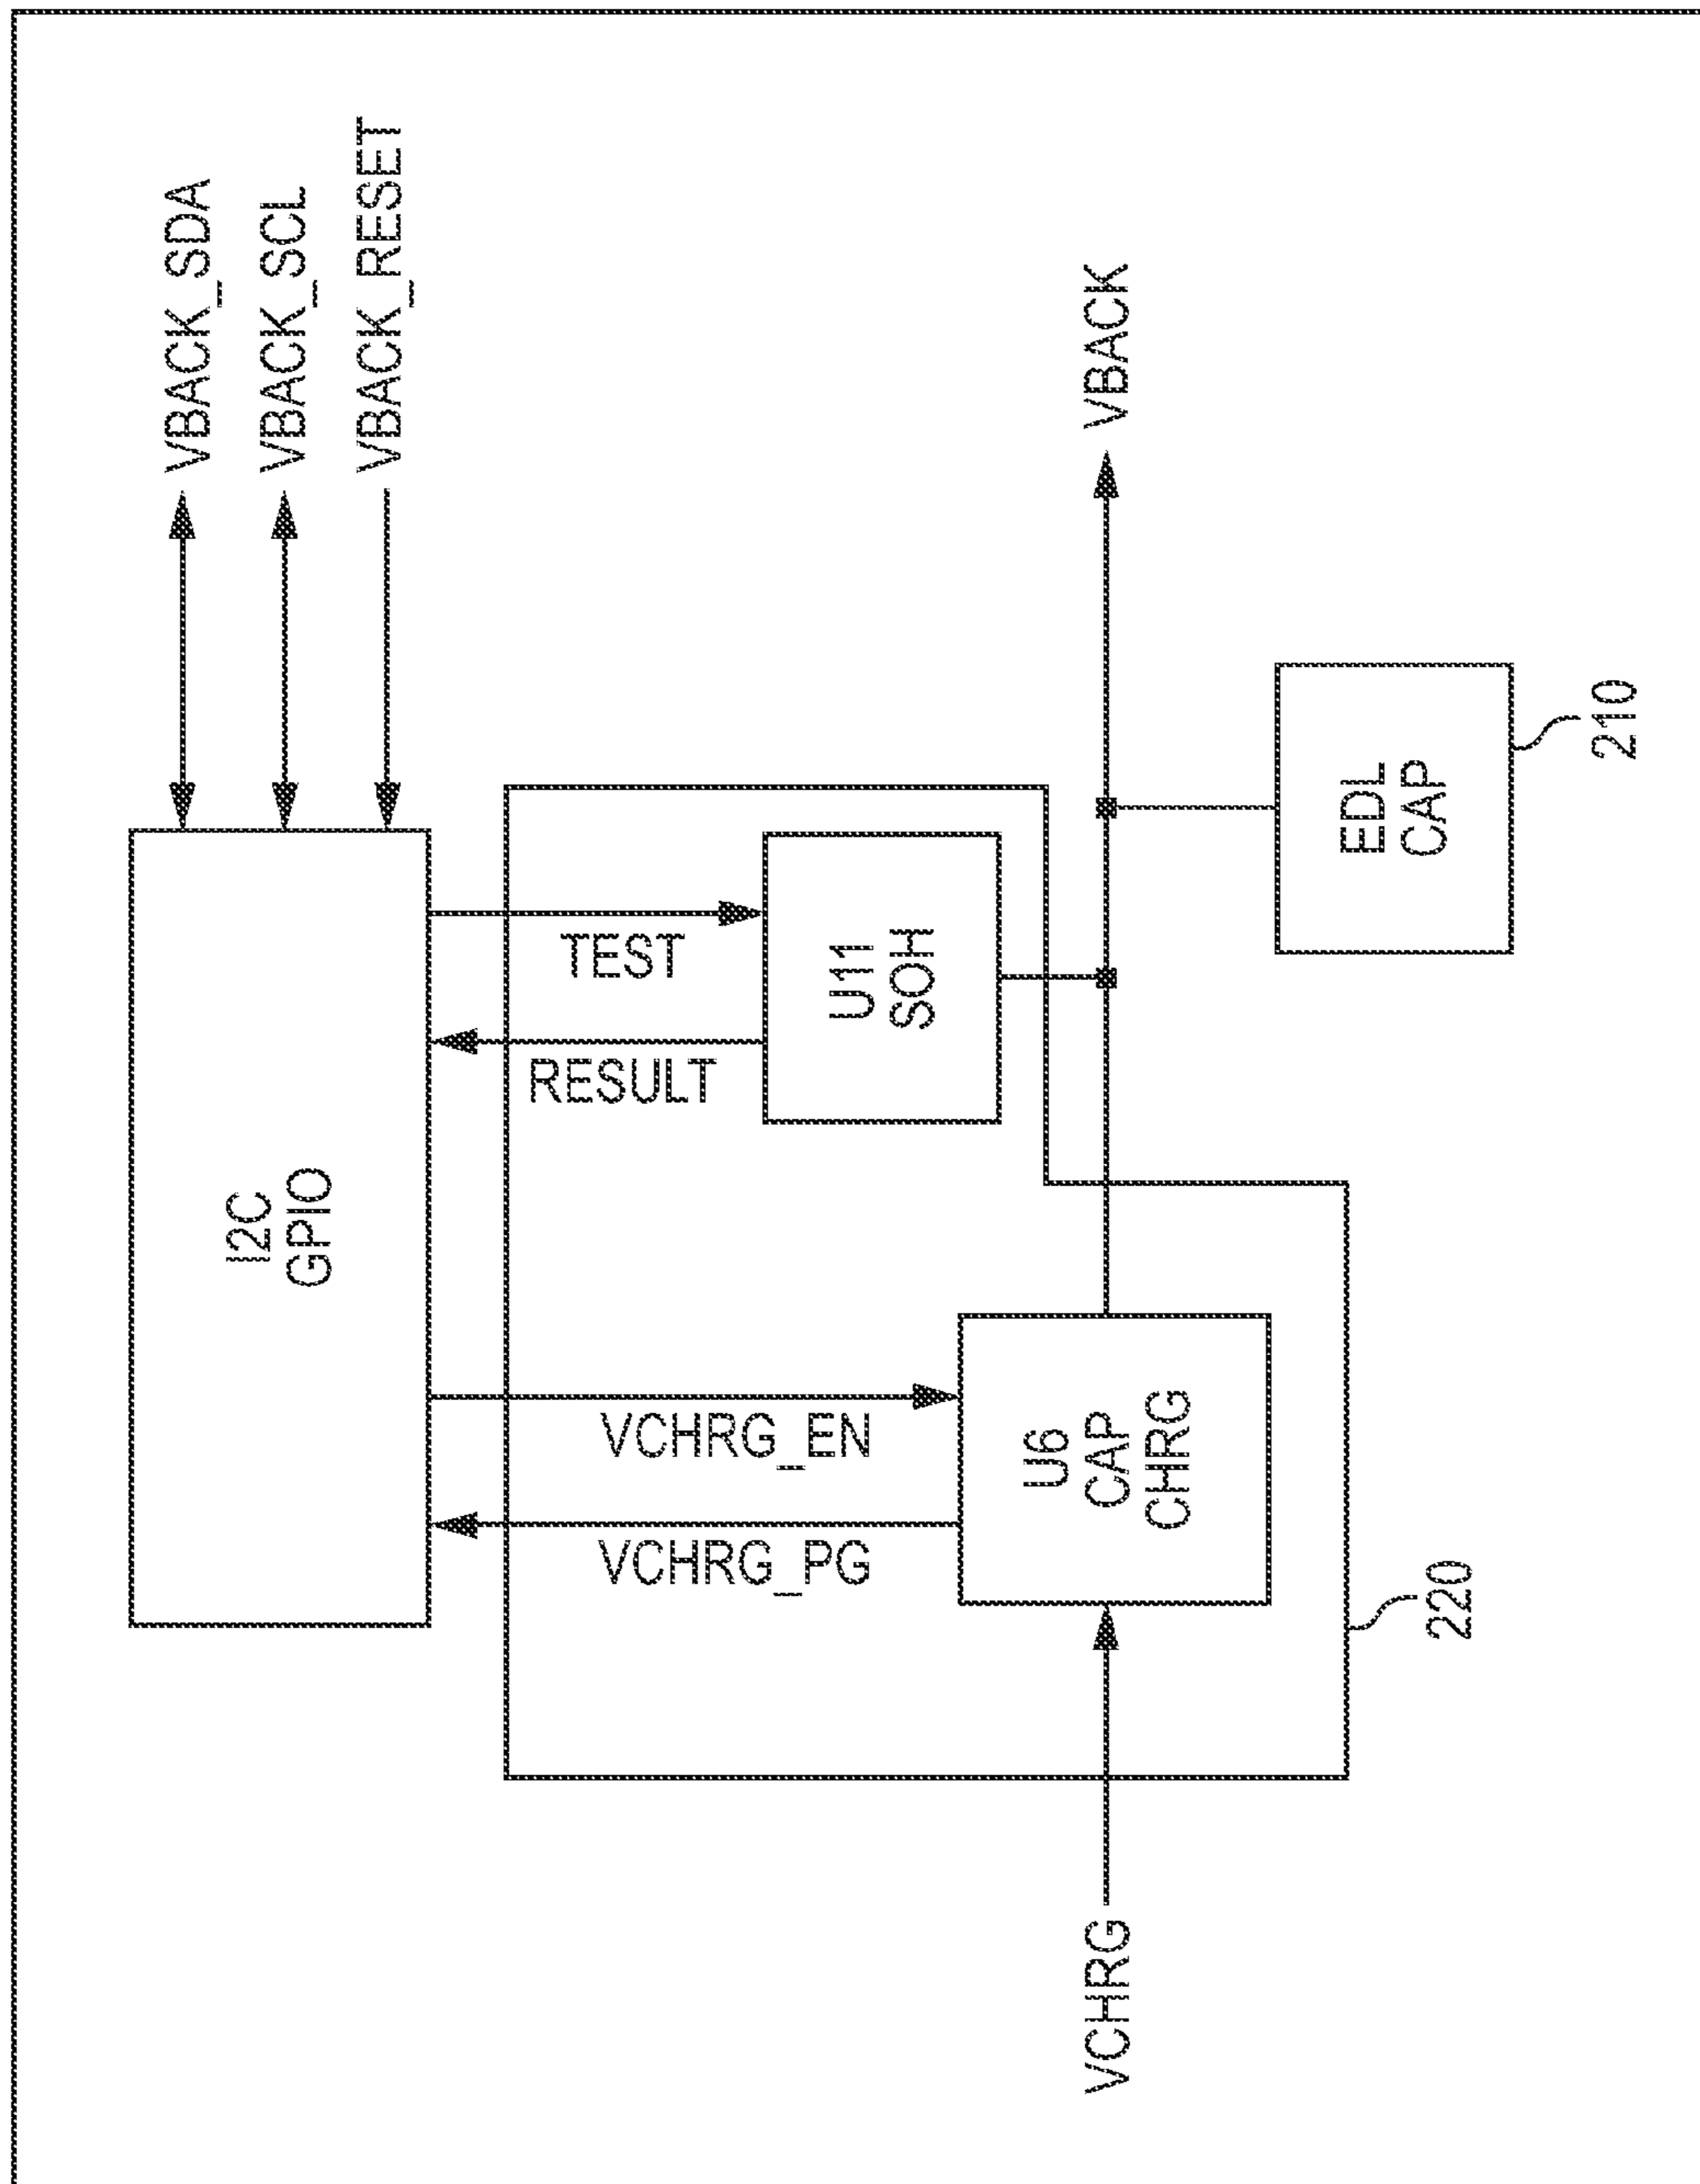 VBACK_SDA
VBACK_SCL
VBACK_RESET
I2C
GPIO
TEST
RESULT
VCHRG_EN
VCHRG_PG
U11
SOH
U6
CAP
CHRG
VCHRG
VBACK
EDL
CAP
210
220